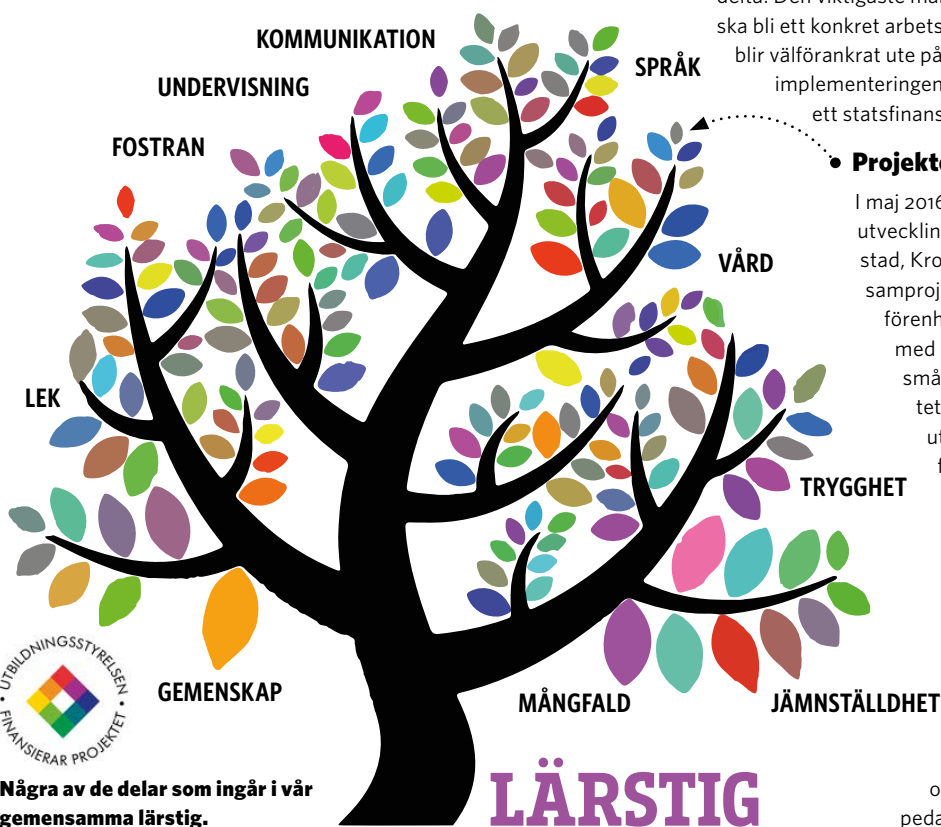 ska bli ett konkret arbets
blir välförankrat ute på
implementeringen
ett statsfinans
Projekt
I maj 2016
utvecklin
stad, Kro
samproj
förenh
med
små
tet
ut
f
KOMMUNIKATION
UNDERVISNING
FOSTRAN
SPRÅK
VÅRD
LEK
TRYGGHET
GEMENSKAP
MÅNGFALD
JÄMNSTÄLLDHET
UTBILDNINGSSTYRELSEN
FINANSIERAR PROJEKTET
Några av de delar som ingår i vår
gemensamma lärstig.
LÄRSTIG
o
peda